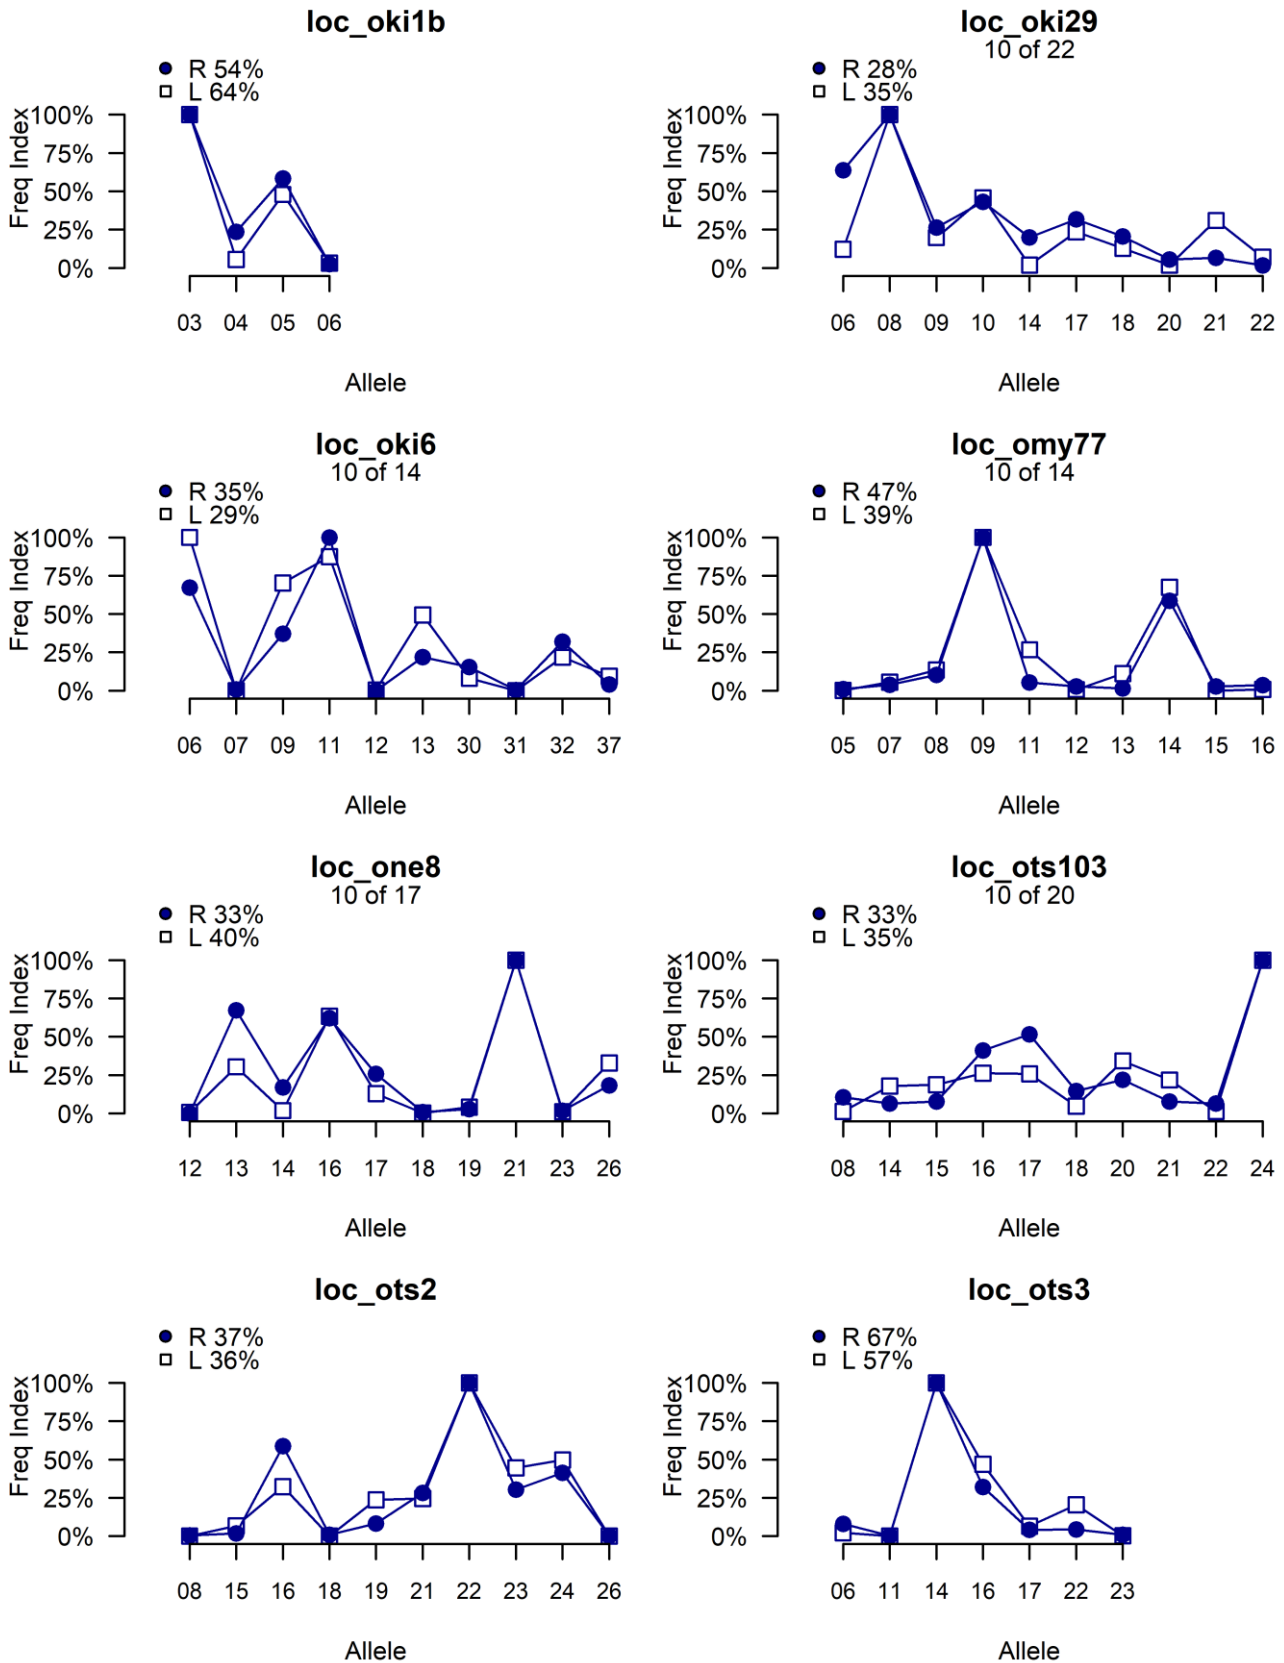 loc_oki1b
R 54%
L 64%
Freq Index
100%
75%
50%
25%
0%
03 04 05 06
Allele
loc_oki29
10 of 22
R 28%
L 35%
Freq Index
100%
75%
50%
25%
0%
06 08 09 10 14 17 18 20 21 22
Allele
loc_oki6
10 of 14
R 35%
L 29%
Freq Index
100%
75%
50%
25%
0%
06 07 09 11 12 13 30 31 32 37
Allele
loc_omy77
10 of 14
R 47%
L 39%
Freq Index
100%
75%
50%
25%
0%
05 07 08 09 11 12 13 14 15 16
Allele
loc_one8
10 of 17
R 33%
L 40%
Freq Index
100%
75%
50%
25%
0%
12 13 14 16 17 18 19 21 23 26
Allele
loc_ots103
10 of 20
R 33%
L 35%
Freq Index
100%
75%
50%
25%
0%
08 14 15 16 17 18 20 21 22 24
Allele
loc_ots2
R 37%
L 36%
Freq Index
100%
75%
50%
25%
0%
08 15 16 18 19 21 22 23 24 26
Allele
loc_ots3
R 67%
L 57%
Freq Index
100%
75%
50%
25%
0%
06 11 14 16 17 22 23
Allele